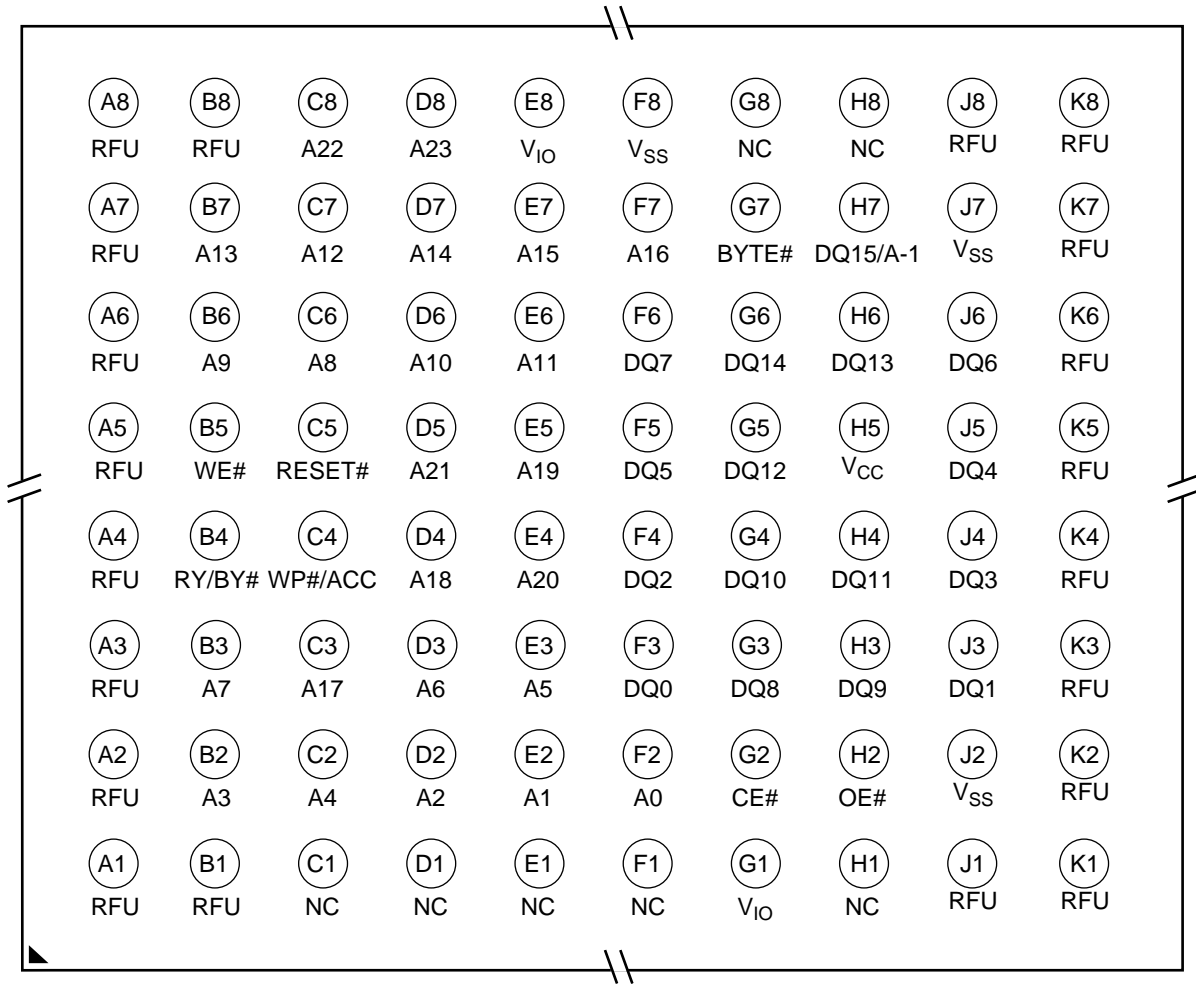 A8 B8 C8 D8 E8 F8 G8 H8 J8 K8
RFU RFU A22 A23 VIO VSS NC NC RFU RFU
A7 B7 C7 D7 E7 F7 G7 H7 J7 K7
RFU A13 A12 A14 A15 A16 BYTE# DQ15/A-1 VSS RFU
A6 B6 C6 D6 E6 F6 G6 H6 J6 K6
RFU A9 A8 A10 A11 DQ7 DQ14 DQ13 DQ6 RFU
A5 B5 C5 D5 E5 F5 G5 H5 J5 K5
RFU WE# RESET# A21 A19 DQ5 DQ12 VCC DQ4 RFU
A4 B4 C4 D4 E4 F4 G4 H4 J4 K4
RFU RY/BY# WP#/ACC A18 A20 DQ2 DQ10 DQ11 DQ3 RFU
A3 B3 C3 D3 E3 F3 G3 H3 J3 K3
RFU A7 A17 A6 A5 DQ0 DQ8 DQ9 DQ1 RFU
A2 B2 C2 D2 E2 F2 G2 H2 J2 K2
RFU A3 A4 A2 A1 A0 CE# OE# VSS RFU
A1 B1 C1 D1 E1 F1 G1 H1 J1 K1
RFU RFU NC NC NC NC VIO NC RFU RFU